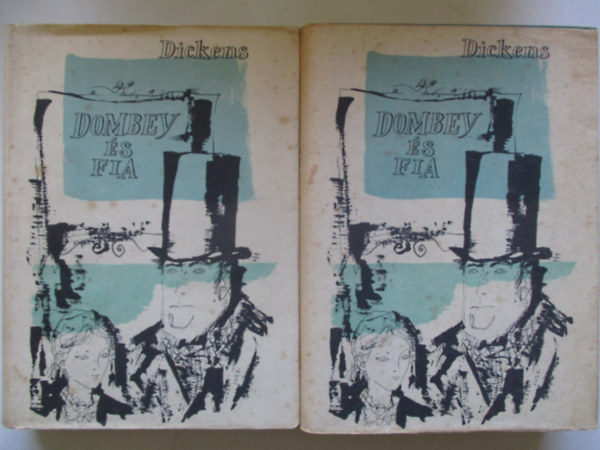 Dickens
DOMBEY
ÉS
FIA
Dickens
DOMBEY
ÉS
FIA